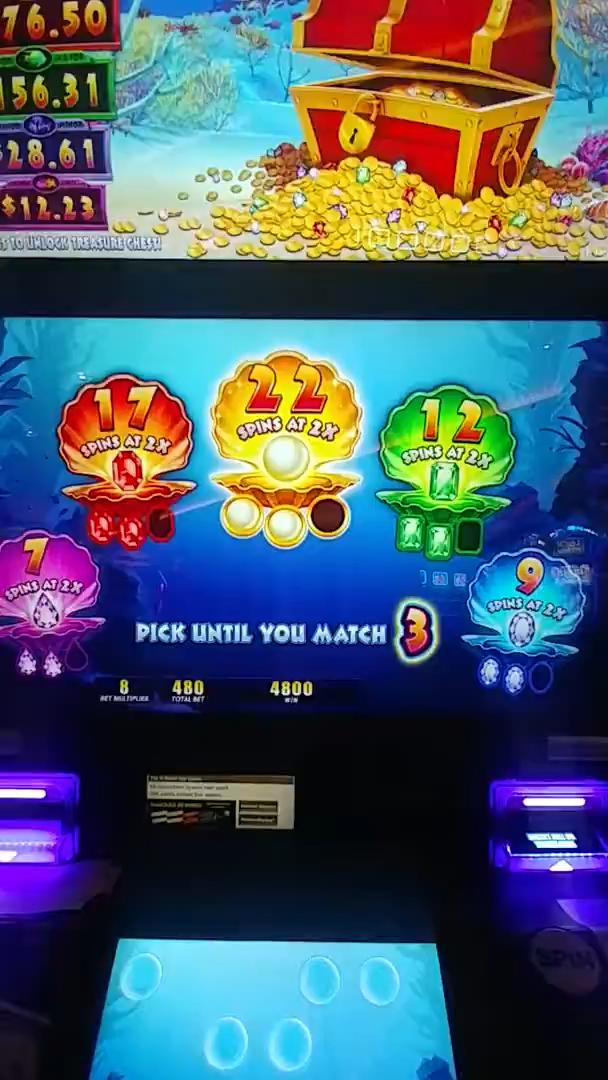 76.50
156.31
28.61
$12.23
TO UNLOCK TREASURE CHEST!
17
SPINS AT 2X
22
SPINS AT 2X
12
SPINS AT 2X
7
SPINS AT 2X
9
SPINS AT 2X
PICK UNTIL YOU MATCH 3
8
BET MULTIPLIER
480
TOTAL BET
4800
WIN
SPIN